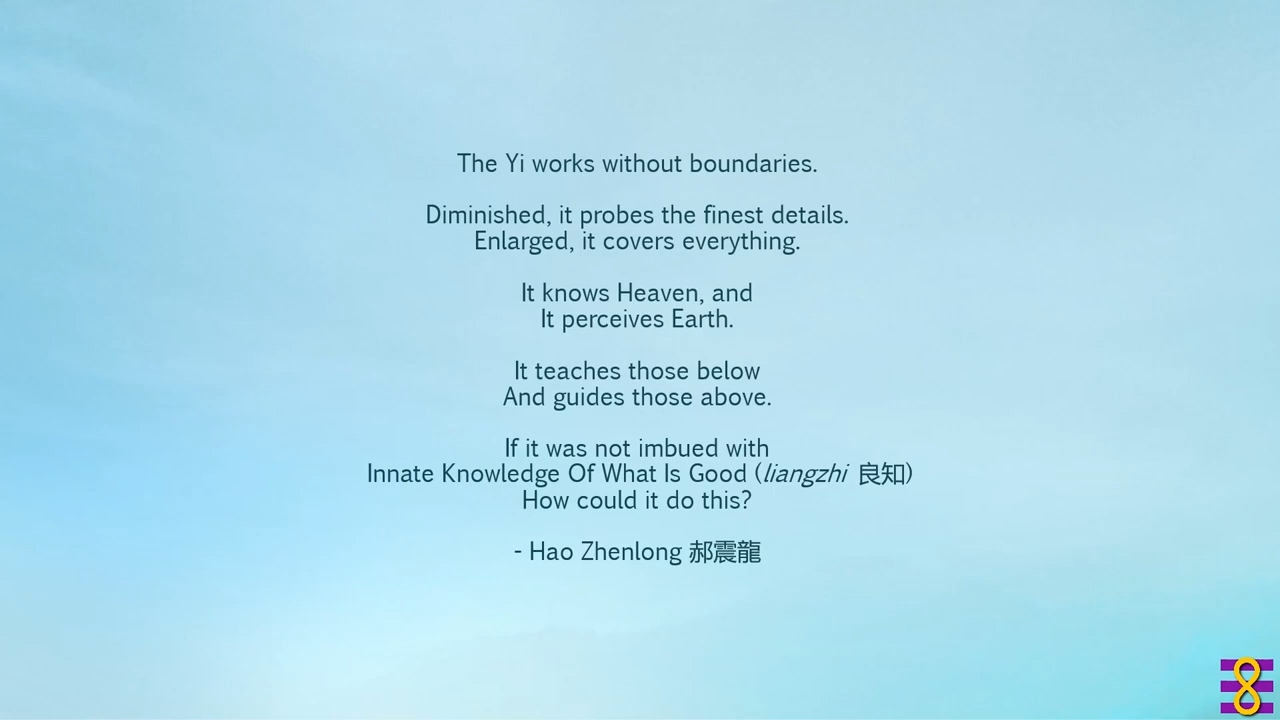 The Yi works without boundaries.
Diminished, it probes the finest details.
Enlarged, it covers everything.
It knows Heaven, and
It perceives Earth.
It teaches those below
And guides those above.
If it was not imbued with
Innate Knowledge Of What Is Good (liangzhi 良知)
How could it do this?
- Hao Zhenlong 郝震龍